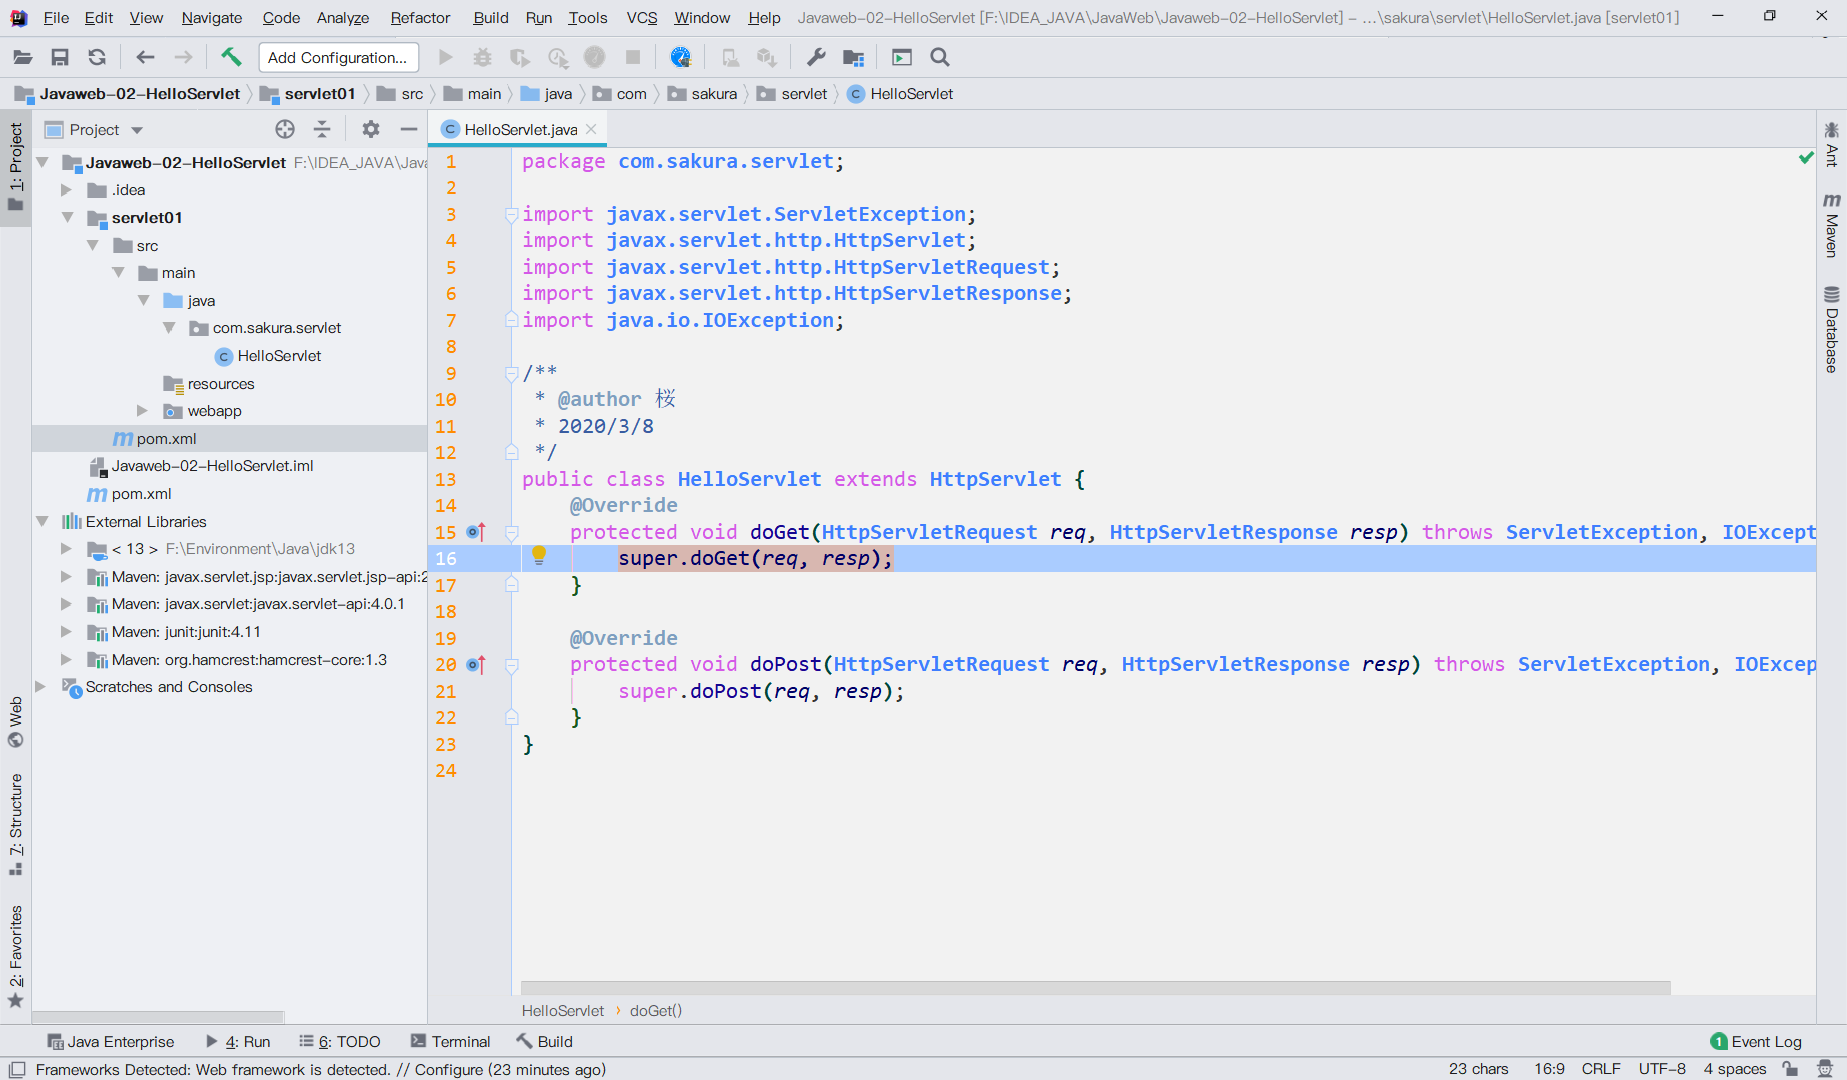 File Edit View Navigate Code Analyze Refactor Build Run Tools VCS Window Help Javaweb-02-HelloServlet [F:\IDEA_JAVA\JavaWeb\Javaweb-02-HelloServlet] – ...\sakura\servlet\HelloServlet.java [servlet01]
Add Configuration...
Javaweb-02-HelloServlet servlet01 src main java com sakura servlet HelloServlet
1: Project
Web
7: Structure
2: Favorites
Project
Javaweb-02-HelloServlet F:\IDEA_JAVA\Java
.idea
servlet01
src
main
java
com.sakura.servlet
HelloServlet
resources
webapp
pom.xml
Javaweb-02-HelloServlet.iml
pom.xml
External Libraries
< 13 > F:\Environment\Java\jdk13
Maven: javax.servlet.jsp:javax.servlet.jsp-api:2
Maven: javax.servlet:javax.servlet-api:4.0.1
Maven: junit:junit:4.11
Maven: org.hamcrest:hamcrest-core:1.3
Scratches and Consoles
HelloServlet.java
1 package com.sakura.servlet;
2
3 import javax.servlet.ServletException;
4 import javax.servlet.http.HttpServlet;
5 import javax.servlet.http.HttpServletRequest;
6 import javax.servlet.http.HttpServletResponse;
7 import java.io.IOException;
8
9 /**
10 * @author 桜
11 * 2020/3/8
12 */
13 public class HelloServlet extends HttpServlet {
14 @Override
15 protected void doGet(HttpServletRequest req, HttpServletResponse resp) throws ServletException, IOExcept
16 super.doGet(req, resp);
17 }
18
19 @Override
20 protected void doPost(HttpServletRequest req, HttpServletResponse resp) throws ServletException, IOExcep
21 super.doPost(req, resp);
22 }
23 }
24
HelloServlet › doGet()
Ant
Maven
Database
Java Enterprise 4: Run 6: TODO Terminal Build 1 Event Log
Frameworks Detected: Web framework is detected. // Configure (23 minutes ago) 23 chars 16:9 CRLF UTF-8 4 spaces